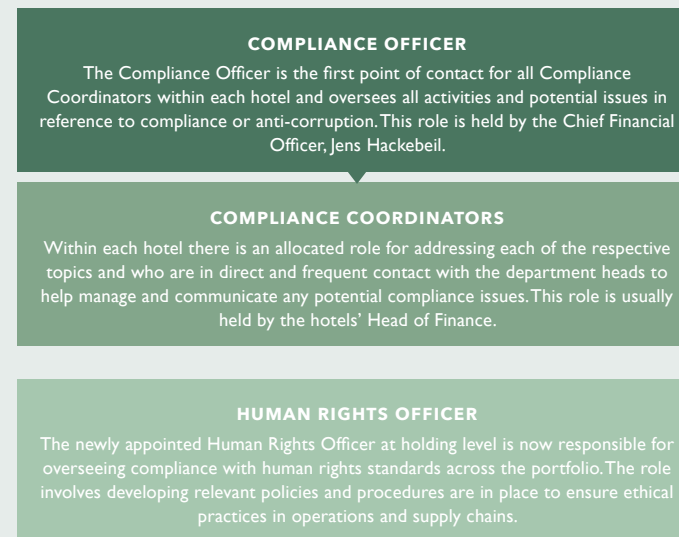 COMPLIANCE OFFICER
The Compliance Officer is the first point of contact for all Compliance
Coordinators within each hotel and oversees all activities and potential issues in
reference to compliance or anti-corruption. This role is held by the Chief Financial
Officer, Jens Hackebeil.
COMPLIANCE COORDINATORS
Within each hotel there is an allocated role for addressing each of the respective
topics and who are in direct and frequent contact with the department heads to
help manage and communicate any potential compliance issues. This role is usually
held by the hotels' Head of Finance.
HUMAN RIGHTS OFFICER
The newly appointed Human Rights Officer at holding level is now responsible for
overseeing compliance with human rights standards across the portfolio. The role
involves developing relevant policies and procedures are in place to ensure ethical
practices in operations and supply chains.